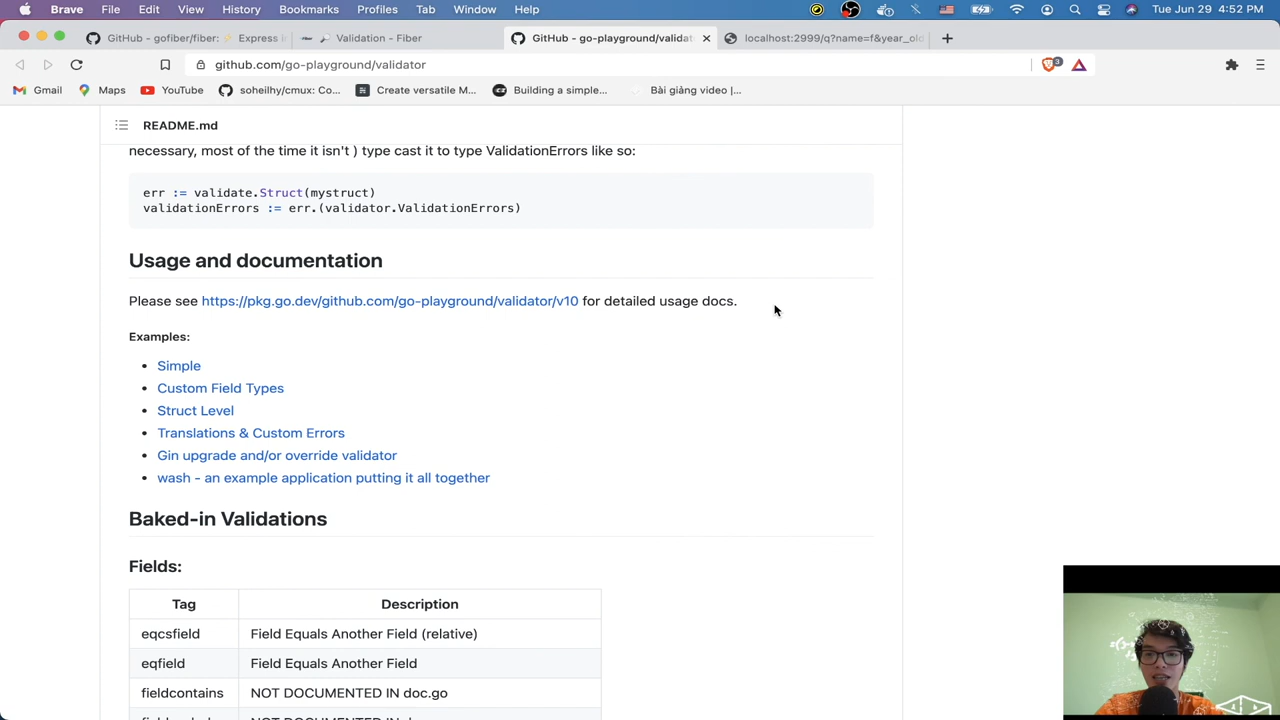 Brave File Edit View History Bookmarks Profiles Tab Window Help Tue Jun 29 4:52 PM
GitHub - gofiber/fiber: ⚡ Express Validation - Fiber GitHub - go-playground/validat localhost:2999/q?name=f&year_old
github.com/go-playground/validator 3
Gmail Maps YouTube soheilhy/cmux: Co... Create versatile M... Building a simple... Bài giảng video |...
README.md
necessary, most of the time it isn't ) type cast it to type ValidationErrors like so:
err := validate.Struct(mystruct)
validationErrors := err.(validator.ValidationErrors)
Usage and documentation
Please see https://pkg.go.dev/github.com/go-playground/validator/v10 for detailed usage docs.
Examples:
• Simple
• Custom Field Types
• Struct Level
• Translations & Custom Errors
• Gin upgrade and/or override validator
• wash - an example application putting it all together
Baked-in Validations
Fields:
Tag Description
eqcsfield Field Equals Another Field (relative)
eqfield Field Equals Another Field
fieldcontains NOT DOCUMENTED IN doc.go